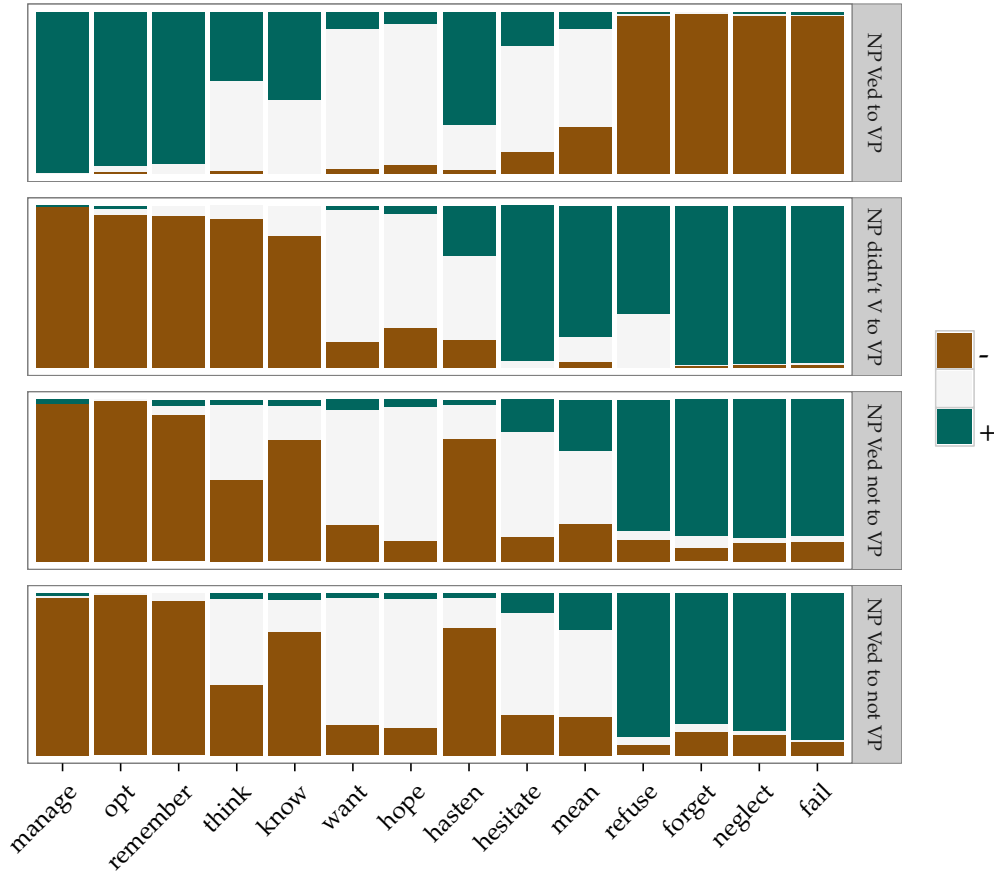 NP Ved to VP
NP didn't V to VP
NP Ved not to VP
NP Ved to not VP
-
+
manage
opt
remember
think
know
want
hope
hasten
hesitate
mean
refuse
forget
neglect
fail